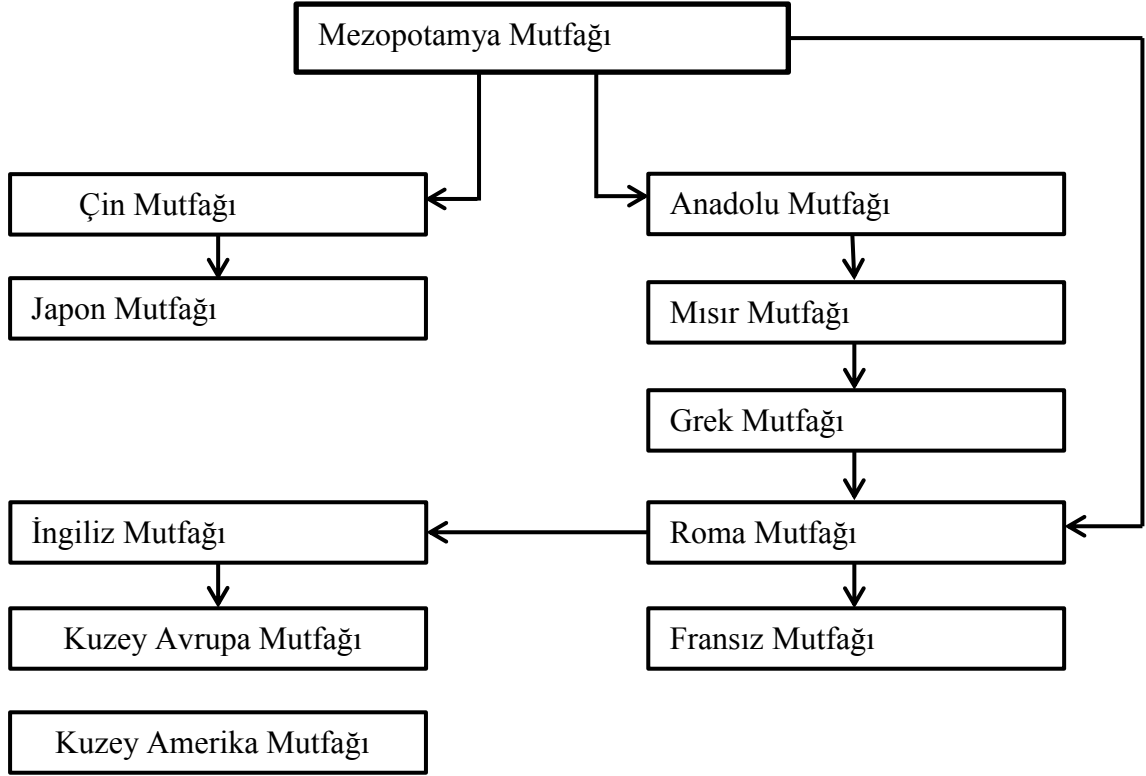 Mezopotamya Mutfağı
Çin Mutfağı
Anadolu Mutfağı
Japon Mutfağı
Mısır Mutfağı
Grek Mutfağı
İngiliz Mutfağı
Roma Mutfağı
Kuzey Avrupa Mutfağı
Fransız Mutfağı
Kuzey Amerika Mutfağı